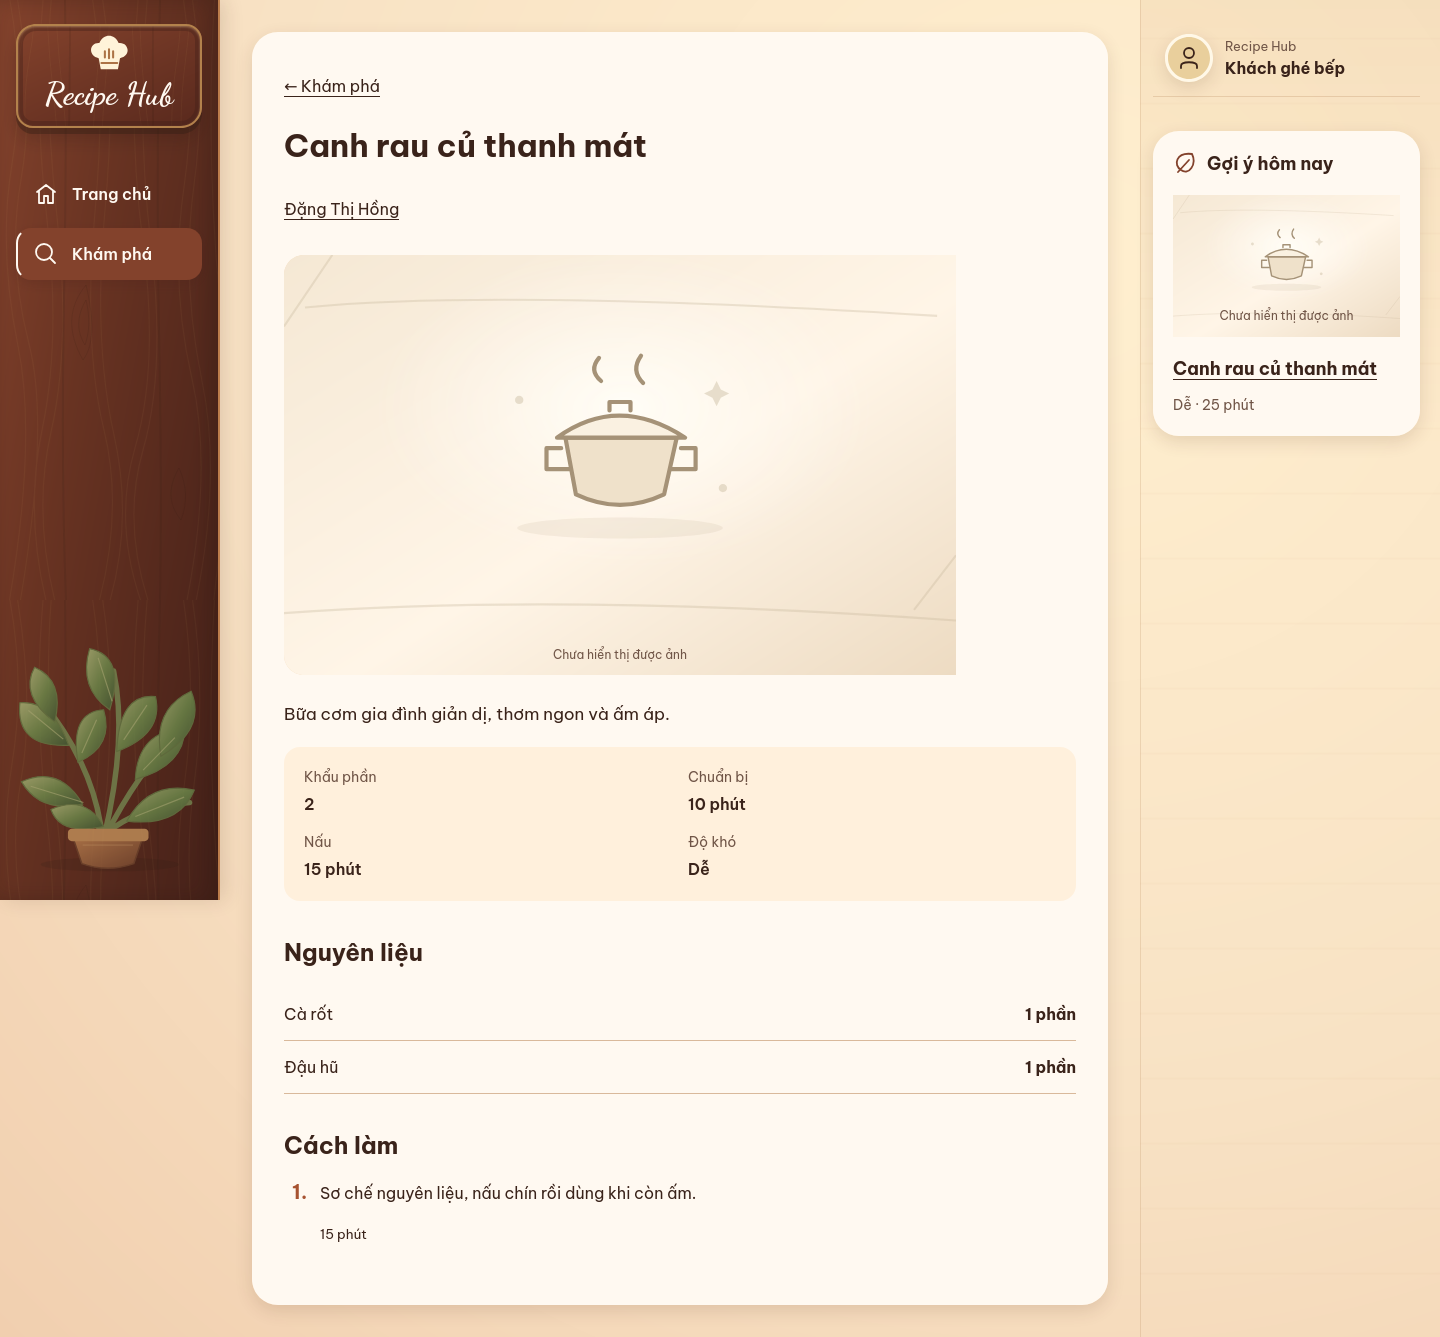 Recipe Hub
Trang chủ
Khám phá
← Khám phá
Canh rau củ thanh mát
Đặng Thị Hồng
Chưa hiển thị được ảnh
Bữa cơm gia đình giản dị, thơm ngon và ấm áp.
Khẩu phần
2
Chuẩn bị
10 phút
Nấu
15 phút
Độ khó
Dễ
Nguyên liệu
Cà rốt 1 phần
Đậu hũ 1 phần
Cách làm
1. Sơ chế nguyên liệu, nấu chín rồi dùng khi còn ấm.
15 phút
Recipe Hub
Khách ghé bếp
Gợi ý hôm nay
Chưa hiển thị được ảnh
Canh rau củ thanh mát
Dễ · 25 phút